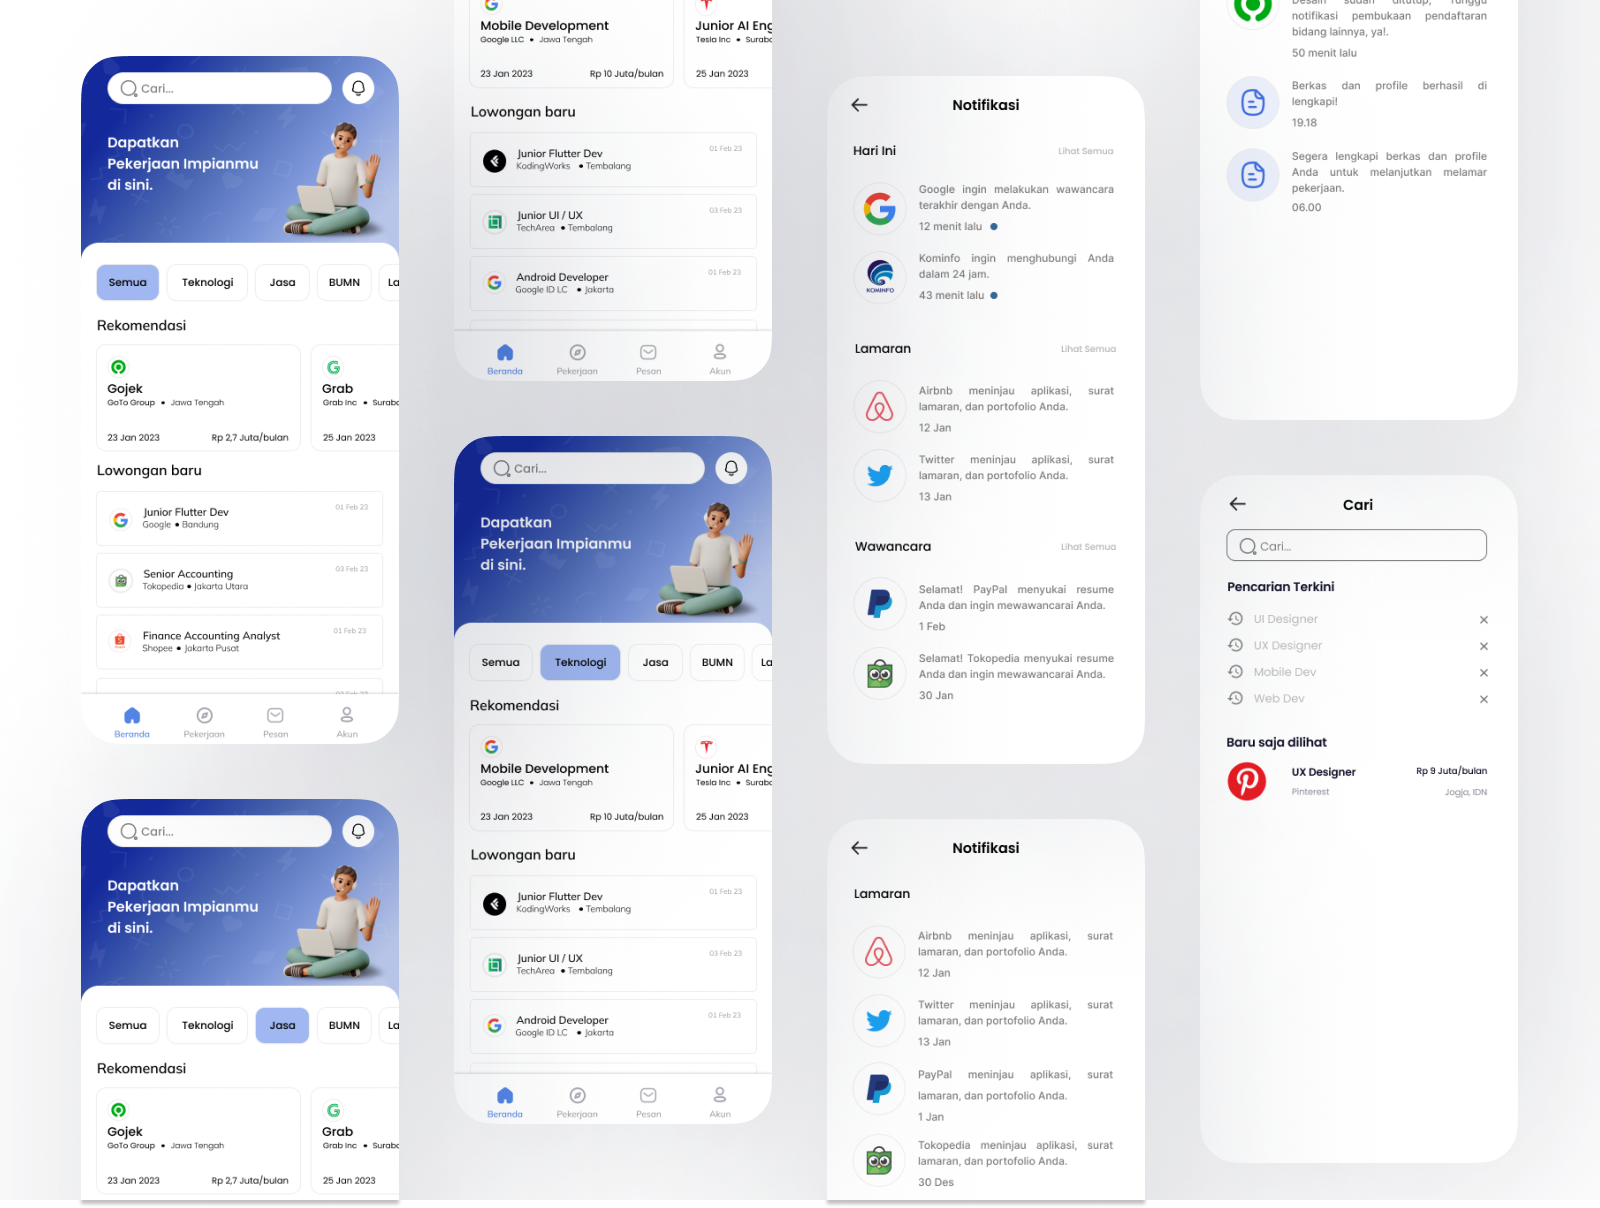 Cari...
Dapatkan
Pekerjaan Impianmu
di sini.
Semua Teknologi Jasa BUMN La
Rekomendasi
Gojek
GoTo Group • Jawa Tengah
23 Jan 2023 Rp 2,7 Juta/bulan
Grab
Grab Inc • Surabo
25 Jan 2023
Lowongan baru
Junior Flutter Dev
Google • Bandung
01 Feb 23
Senior Accounting
Tokopedia • Jakarta Utara
03 Feb 23
Finance Accounting Analyst
Shopee • Jakarta Pusat
01 Feb 23
Beranda Pekerjaan Pesan Akun
Cari...
Dapatkan
Pekerjaan Impianmu
di sini.
Semua Teknologi Jasa BUMN La
Rekomendasi
Gojek
GoTo Group • Jawa Tengah
23 Jan 2023 Rp 2,7 Juta/bulan
Grab
Grab Inc • Surabo
25 Jan 2023
Mobile Development
Google LLC • Jawa Tengah
23 Jan 2023 Rp 10 Juta/bulan
Junior AI Eng
Tesla Inc • Surabo
25 Jan 2023
Lowongan baru
Junior Flutter Dev
KodingWorks • Tembalang
01 Feb 23
Junior UI / UX
TechArea • Tembalang
03 Feb 23
Android Developer
Google ID LC • Jakarta
01 Feb 23
Beranda Pekerjaan Pesan Akun
Cari...
Dapatkan
Pekerjaan Impianmu
di sini.
Semua Teknologi Jasa BUMN La
Rekomendasi
Mobile Development
Google LLC • Jawa Tengah
23 Jan 2023 Rp 10 Juta/bulan
Junior AI Eng
Tesla Inc • Surabo
25 Jan 2023
Lowongan baru
Junior Flutter Dev
KodingWorks • Tembalang
01 Feb 23
Junior UI / UX
TechArea • Tembalang
03 Feb 23
Android Developer
Google ID LC • Jakarta
01 Feb 23
Beranda Pekerjaan Pesan Akun
Notifikasi
Hari Ini Lihat Semua
Google ingin melakukan wawancara
terakhir dengan Anda.
12 menit lalu
Kominfo ingin menghubungi Anda
dalam 24 jam.
43 menit lalu
KOMINFO
Lamaran Lihat Semua
Airbnb meninjau aplikasi, surat
lamaran, dan portofolio Anda.
12 Jan
Twitter meninjau aplikasi, surat
lamaran, dan portofolio Anda.
13 Jan
Wawancara Lihat Semua
Selamat! PayPal menyukai resume
Anda dan ingin mewawancarai Anda.
1 Feb
Selamat! Tokopedia menyukai resume
Anda dan ingin mewawancarai Anda.
30 Jan
Notifikasi
Lamaran
Airbnb meninjau aplikasi, surat
lamaran, dan portofolio Anda.
12 Jan
Twitter meninjau aplikasi, surat
lamaran, dan portofolio Anda.
13 Jan
PayPal meninjau aplikasi, surat
lamaran, dan portofolio Anda.
1 Jan
Tokopedia meninjau aplikasi, surat
lamaran, dan portofolio Anda.
30 Des
Desain sudah ditutup, Tunggu
notifikasi pembukaan pendaftaran
bidang lainnya, ya!.
50 menit lalu
Berkas dan profile berhasil di
lengkapi!
19.18
Segera lengkapi berkas dan profile
Anda untuk melanjutkan melamar
pekerjaan.
06.00
Cari
Cari...
Pencarian Terkini
UI Designer
UX Designer
Mobile Dev
Web Dev
Baru saja dilihat
UX Designer Rp 9 Juta/bulan
Pinterest Jogja, IDN